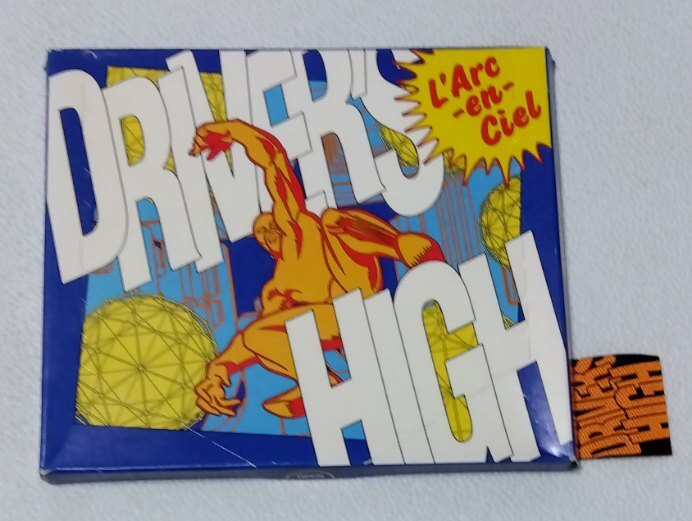 DRIVER'S
HIGH
L'Arc
-en-
Ciel
DRIVER'S
HIGH